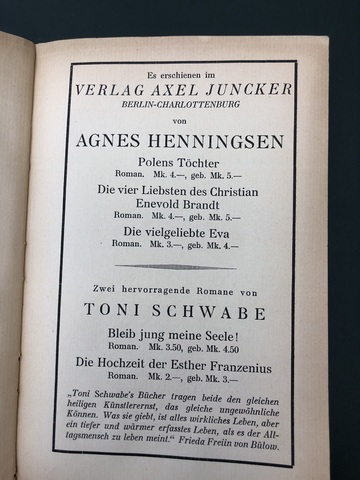 Es erschienen im
VERLAG AXEL JUNCKER
BERLIN-CHARLOTTENBURG
von
AGNES HENNINGSEN
Polens Töchter
Roman. Mk. 4.—, geb. Mk. 5.—
Die vier Liebsten des Christian
Enevold Brandt
Roman. Mk. 4.—, geb. Mk. 5.—
Die vielgeliebte Eva
Roman. Mk. 3.—, geb. Mk. 4.—
Zwei hervorragende Romane von
TONI SCHWABE
Bleib jung meine Seele!
Roman. Mk. 3.50, geb. Mk. 4.50
Die Hochzeit der Esther Franzenius
Roman. Mk. 2.—, geb. Mk. 3.—
„Toni Schwabe's Bücher tragen beide den gleichen
heiligen Künstlerernst, das gleiche ungewöhnliche
Können. Was sie giebt, ist alles wirkliches Leben, aber
ein tiefer und wärmer erfasstes Leben, als es der All-
tagsmensch zu leben meint.“ Frieda Freiin von Bülow.